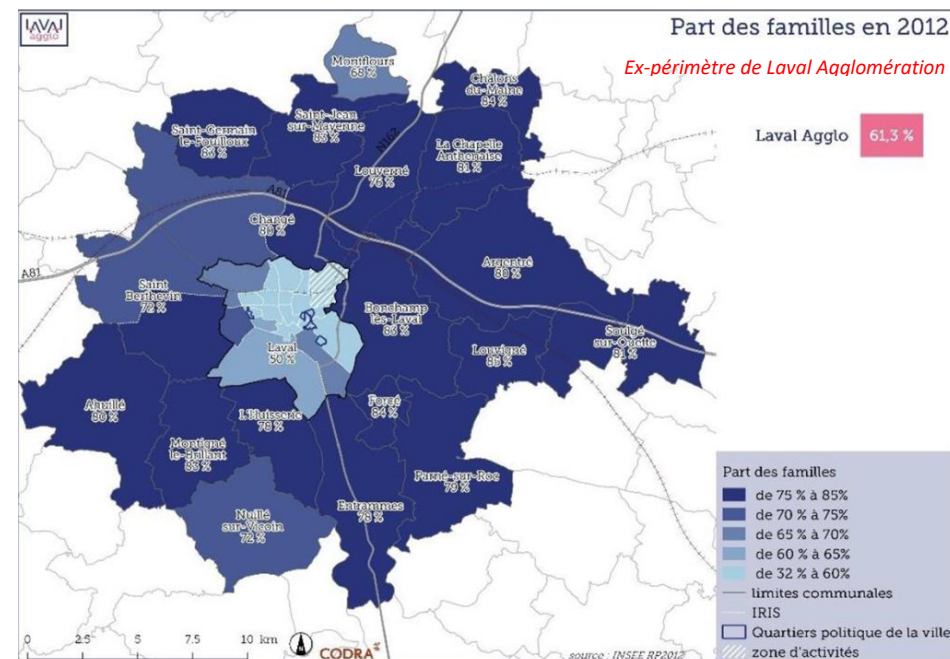 LAVAL
agglo
Part des familles en 2012
Ex-périmètre de Laval Agglomération
Laval Agglo 61,3 %
Montflours
68 %
Châlons
du-Maine
84 %
Saint-Germain
le-Fouilloux
83 %
Saint-Jean
sur-Mayenne
83 %
N162
La Chapelle
Anthenaise
81 %
Louverné
76 %
A81
Changé
80 %
A81
Argentré
80 %
Saint
Berthevin
72 %
Bonchamp
lès-Laval
83 %
Soulgé
sur-Ouette
81 %
Laval
50 %
Louvigné
85 %
Ahuillé
80 %
L'Huisserie
78 %
Forcé
84 %
Montigné
le-Brillant
83 %
Parné-sur-Roc
79 %
Nuillé
sur-Vicoin
72 %
Entrammes
78 %
Part des familles
de 75 % à 85%
de 70 % à 75%
de 65 % à 70%
de 60 % à 65%
de 32 % à 60%
limites communales
IRIS
Quartiers politique de la ville
zone d'activités
0 2.5 5 7.5 10 km
CODRA
source : INSEE RP2012